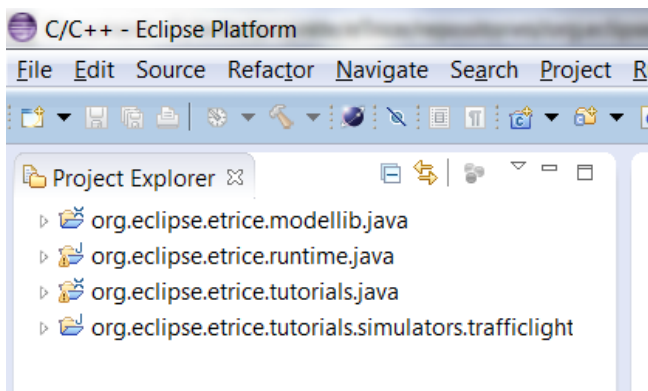 C/C++ - Eclipse Platform
File Edit Source Refactor Navigate Search Project R
Project Explorer
org.eclipse.etrice.modellib.java
org.eclipse.etrice.runtime.java
org.eclipse.etrice.tutorials.java
org.eclipse.etrice.tutorials.simulators.trafficlight